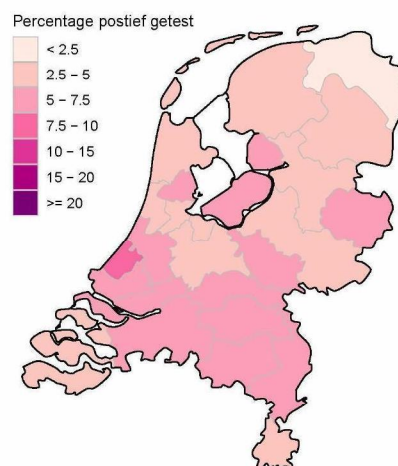 Percentage postief getest
< 2.5
2.5 – 5
5 – 7.5
7.5 – 10
10 – 15
15 – 20
>= 20